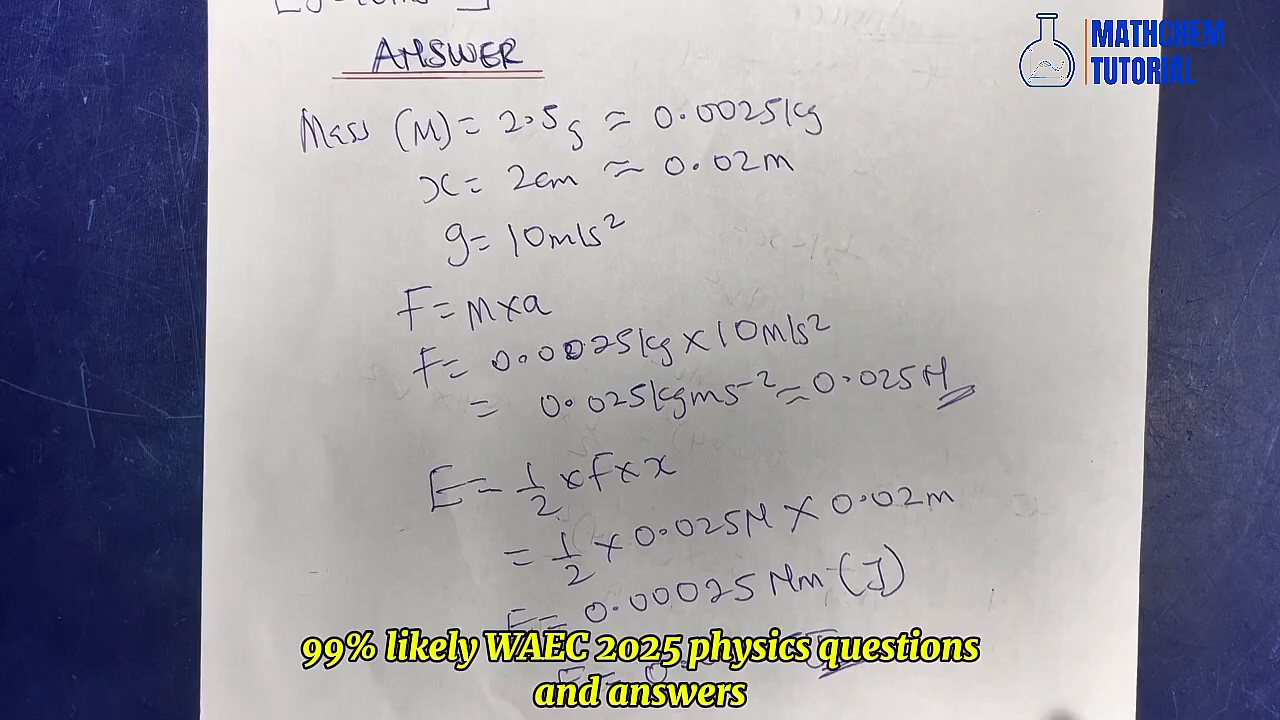 MATHCHEM
TUTORIAL
ANSWER
Mass (M) = 2.5g ≈ 0.0025kg
x = 2cm ≈ 0.02m
g = 10m/s²
F = M x a
F = 0.0025kg x 10m/s²
= 0.025kgms⁻² ≈ 0.025N
E = 1/2 x F x x
= 1/2 x 0.025N x 0.02m
E = 0.00025 Nm (J)
99% likely WAEC 2025 physics questions
and answers